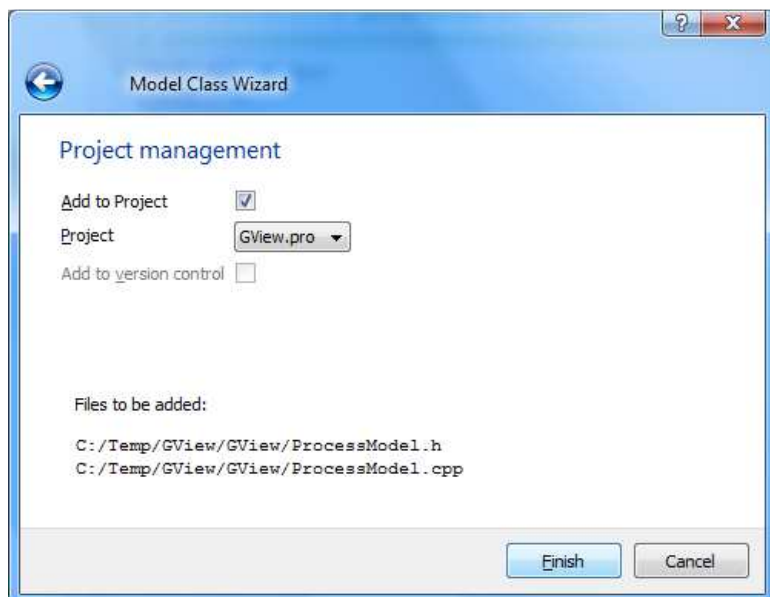 ?
Model Class Wizard
Project management
Add to Project
Project GView.pro
Add to version control
Files to be added:
C:/Temp/GView/GView/ProcessModel.h
C:/Temp/GView/GView/ProcessModel.cpp
Finish Cancel